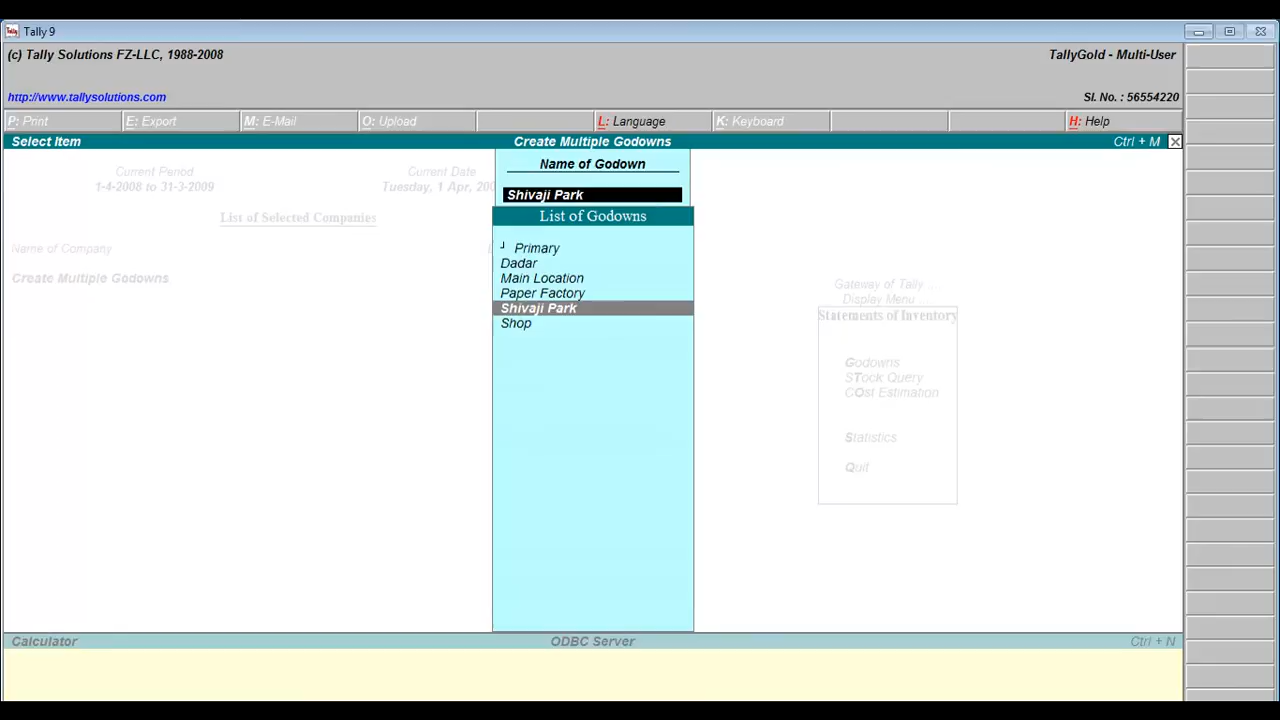 Tally 9
(c) Tally Solutions FZ-LLC, 1988-2008
TallyGold - Multi-User
http://www.tallysolutions.com
Sl. No. : 56554220
P: Print E: Export M: E-Mail O: Upload L: Language K: Keyboard H: Help
Select Item Create Multiple Godowns Ctrl + M
Name of Godown
Current Period Current Date
1-4-2008 to 31-3-2009 Tuesday, 1 Apr, 200
Shivaji Park
List of Selected Companies
List of Godowns
Name of Company
Primary
Dadar
Create Multiple Godowns
Main Location
Paper Factory
Shivaji Park
Shop
Gateway of Tally ...
Display Menu ...
Statements of Inventory
Godowns
STock Query
COst Estimation
Statistics
Quit
Calculator ODBC Server Ctrl + N